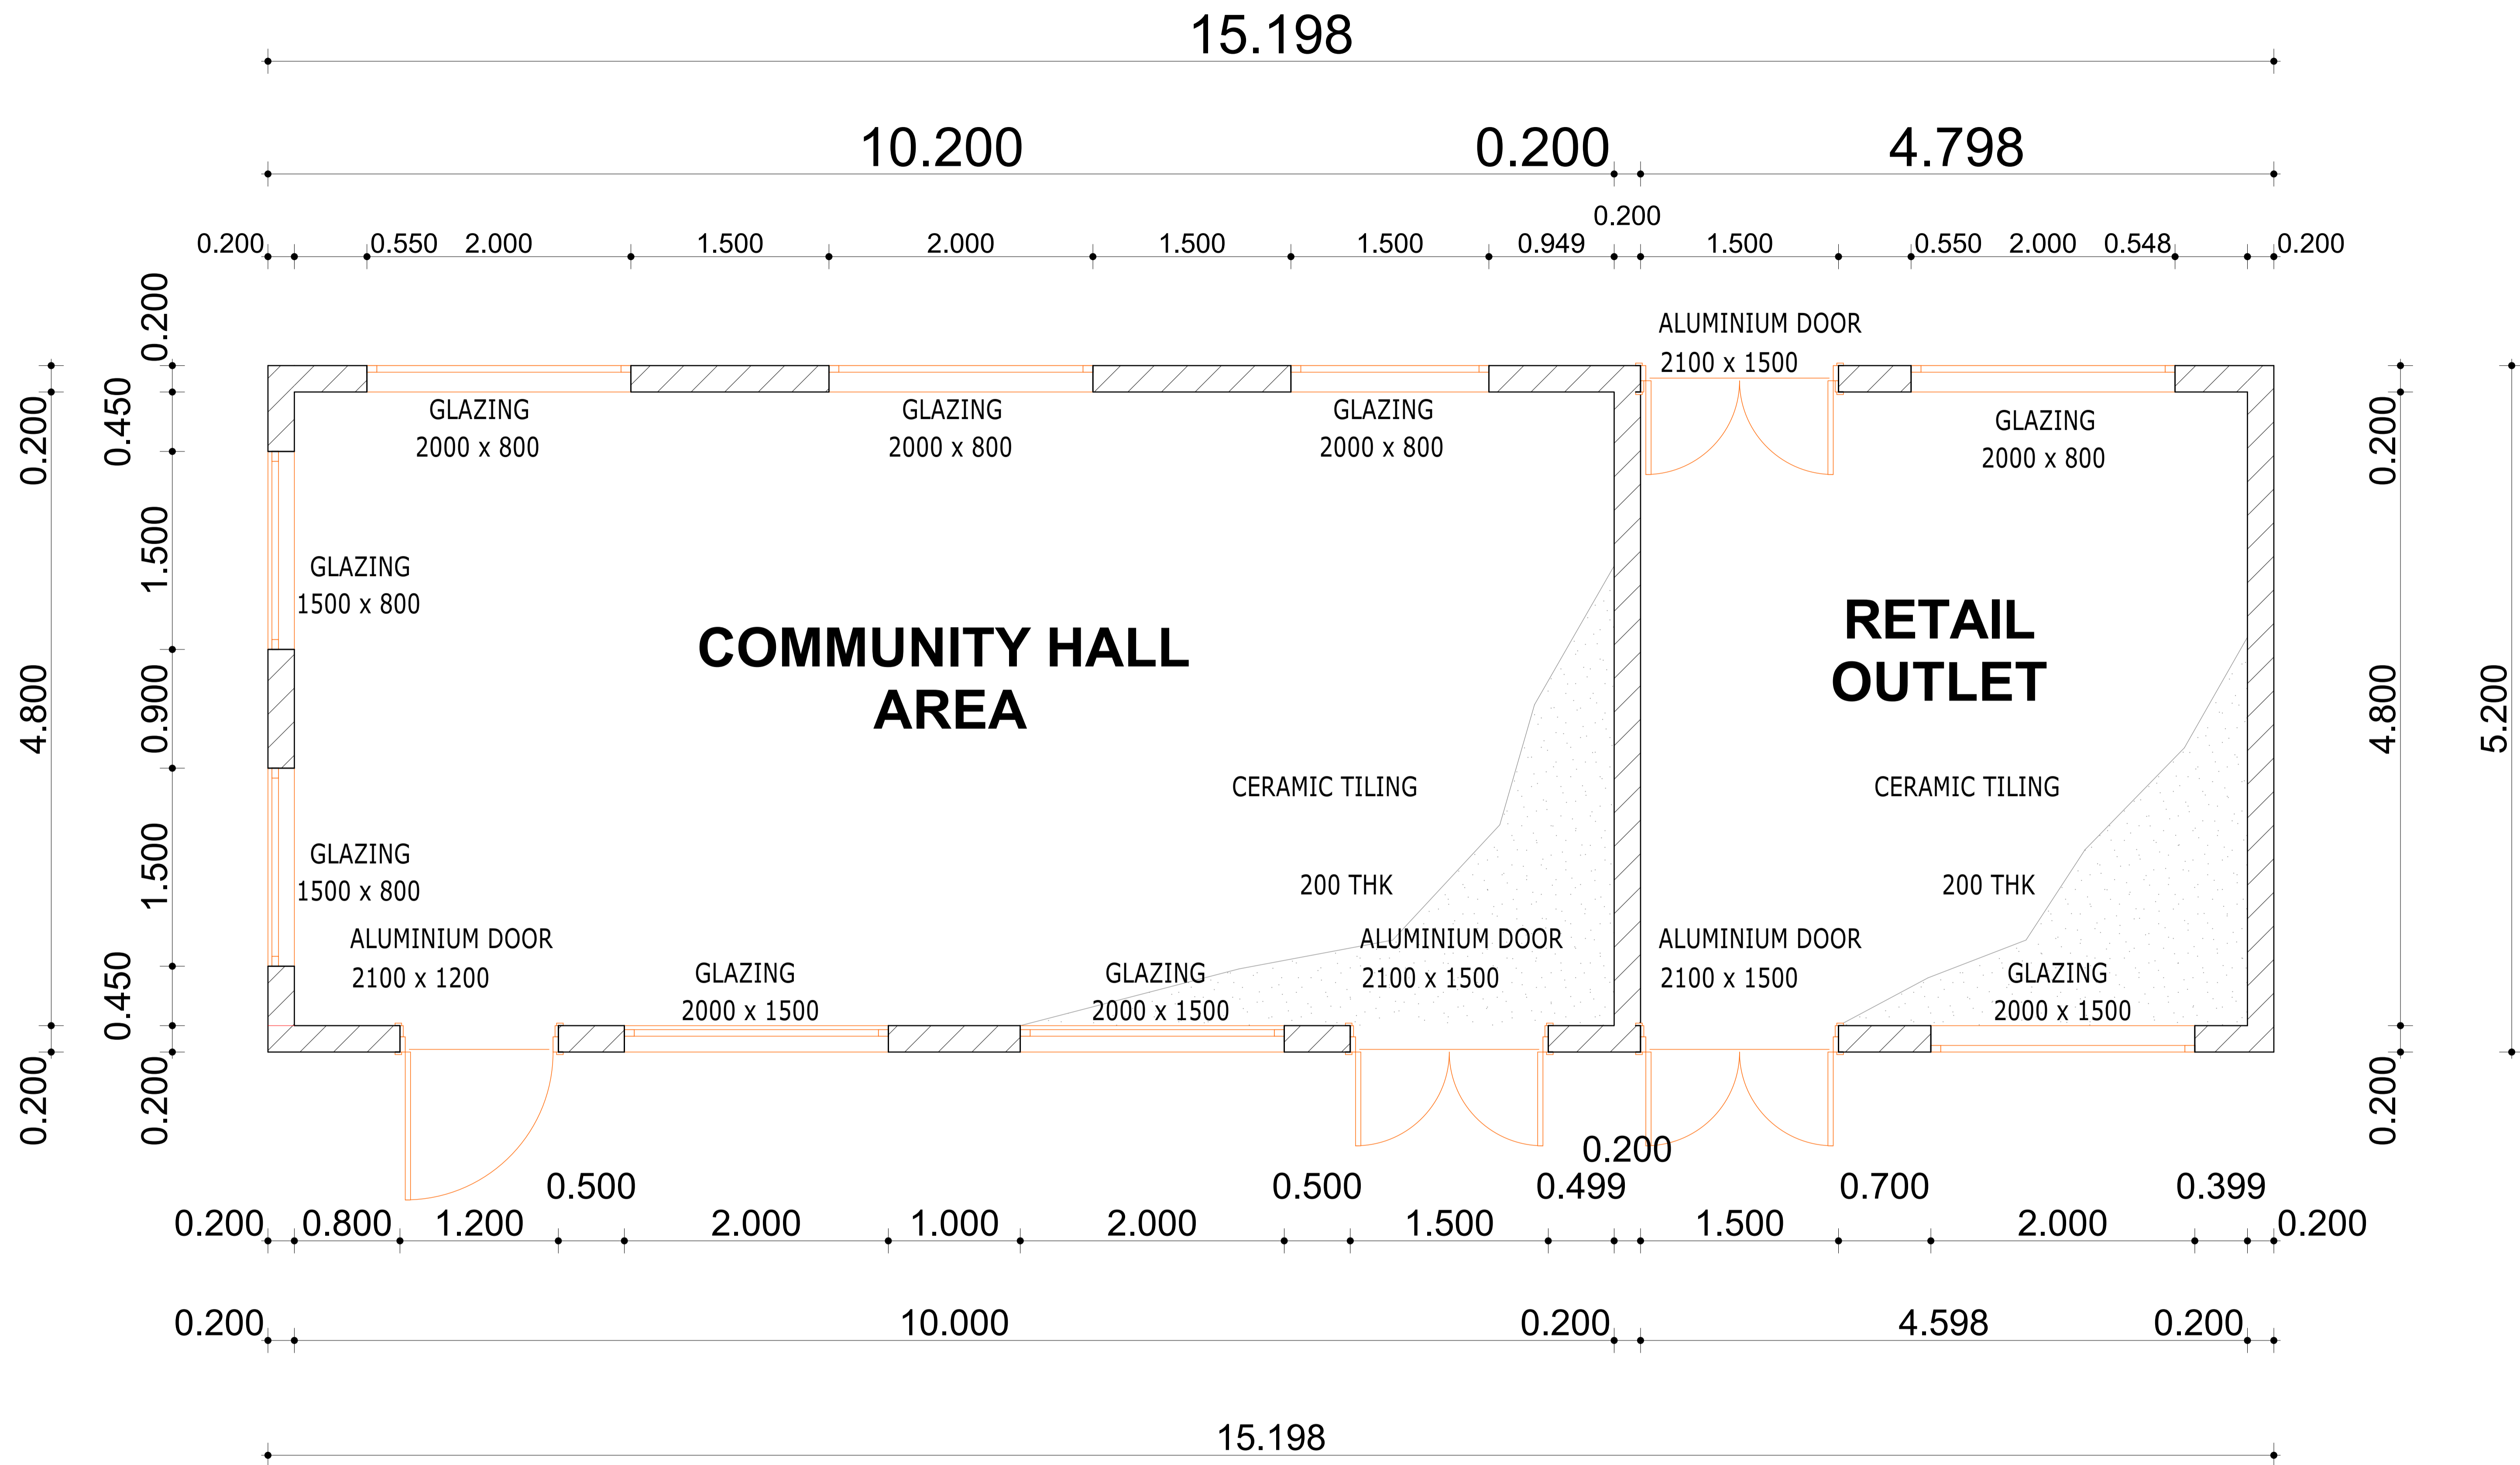 15.198
10.200 0.200 4.798
0.200
0.200 0.550 2.000 1.500 2.000 1.500 1.500 0.949 1.500 0.550 2.000 0.548 0.200
0.200
0.450
1.500
0.900
1.500
0.450
0.200
0.200
4.800
0.200
ALUMINIUM DOOR
2100 x 1500
GLAZING
2000 x 800
GLAZING
2000 x 800
GLAZING
2000 x 800
GLAZING
2000 x 800
GLAZING
1500 x 800
COMMUNITY HALL
AREA
RETAIL
OUTLET
CERAMIC TILING
CERAMIC TILING
GLAZING
1500 x 800
200 THK
200 THK
ALUMINIUM DOOR
2100 x 1200
GLAZING
2000 x 1500
GLAZING
2000 x 1500
ALUMINIUM DOOR
2100 x 1500
ALUMINIUM DOOR
2100 x 1500
GLAZING
2000 x 1500
0.200
4.800
0.200
5.200
0.200
0.500 0.500 0.499 0.700 0.399
0.200 0.800 1.200 2.000 1.000 2.000 1.500 1.500 2.000 0.200
0.200 10.000 0.200 4.598 0.200
15.198